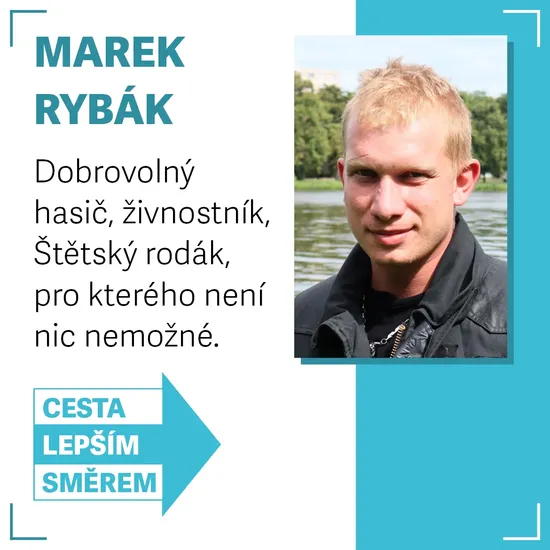 MAREK
RYBÁK
Dobrovolný
hasič, živnostník,
Štětský rodák,
pro kterého není
nic nemožné.
CESTA
LEPŠÍM
SMĚREM